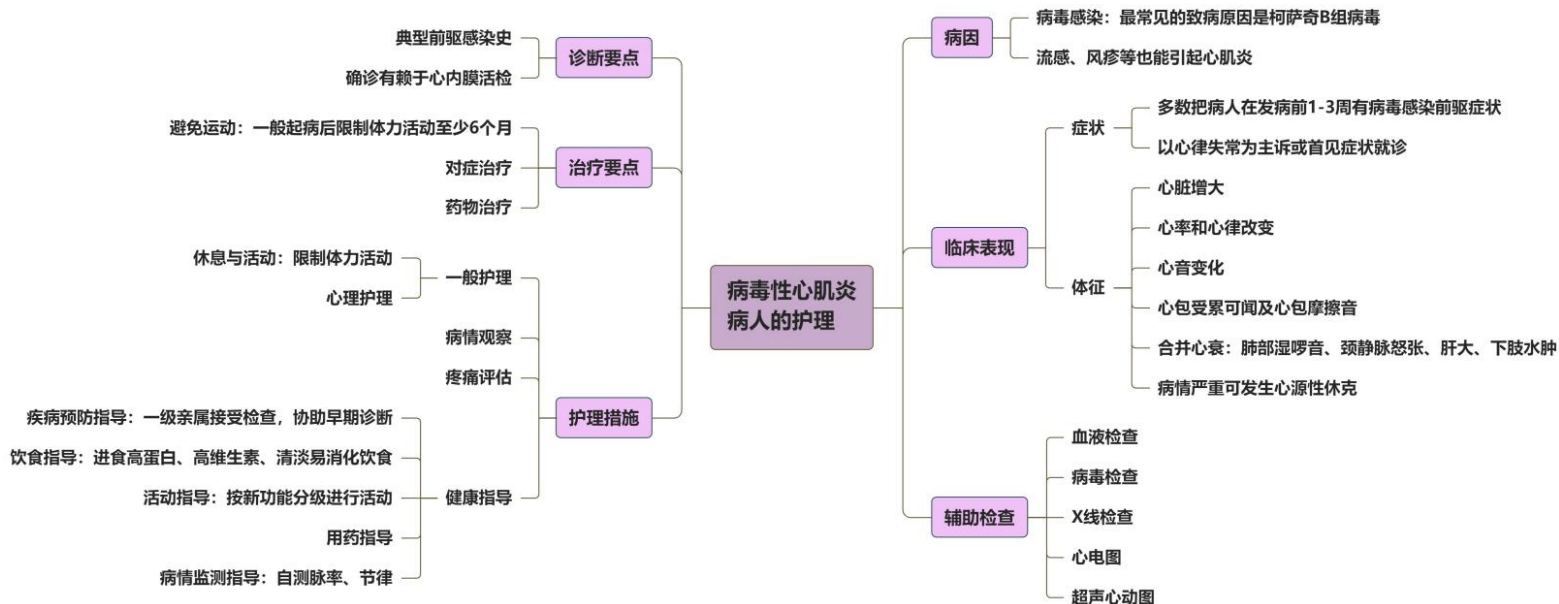 病毒性心肌炎
病人的护理
病因
病毒感染：最常见的致病原因是柯萨奇B组病毒
流感、风疹等也能引起心肌炎
临床表现
症状
多数把病人在发病前1-3周有病毒感染前驱症状
以心律失常为主诉或首见症状就诊
体征
心脏增大
心率和心律改变
心音变化
心包受累可闻及心包摩擦音
合并心衰：肺部湿啰音、颈静脉怒张、肝大、下肢水肿
病情严重可发生心源性休克
辅助检查
血液检查
病毒检查
X线检查
心电图
超声心动图
诊断要点
典型前驱感染史
确诊有赖于心内膜活检
治疗要点
避免运动：一般起病后限制体力活动至少6个月
对症治疗
药物治疗
护理措施
一般护理
休息与活动：限制体力活动
心理护理
病情观察
疼痛评估
健康指导
疾病预防指导：一级亲属接受检查，协助早期诊断
饮食指导：进食高蛋白、高维生素、清淡易消化饮食
活动指导：按新功能分级进行活动
用药指导
病情监测指导：自测脉率、节律